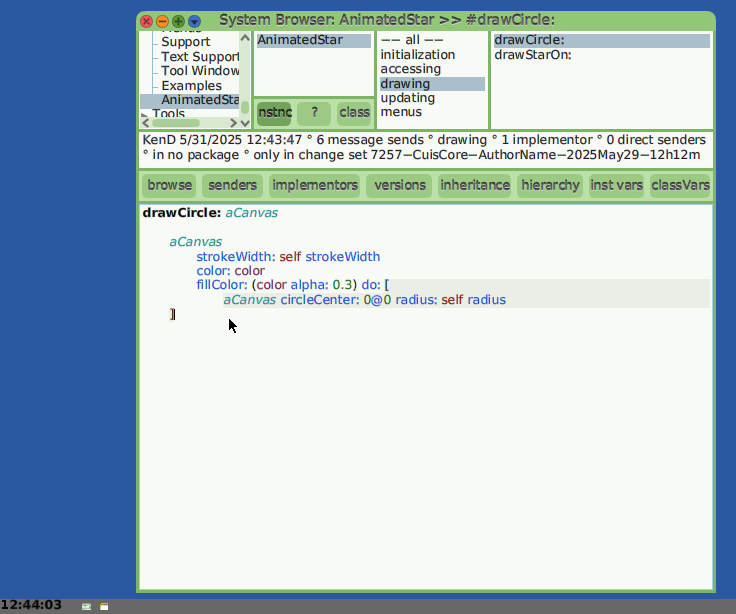 System Browser: AnimatedStar >> #drawCircle:
Support
Text Support
Tool Window
Examples
AnimatedSta
Tools
AnimatedStar
instnc
?
class
—— all ——
initialization
accessing
drawing
updating
menus
drawCircle:
drawStarOn:
KenD 5/31/2025 12:43:47 ° 6 message sends ° drawing ° 1 implementor ° 0 direct senders
° in no package ° only in change set 7257−CuisCore−AuthorName−2025May29−12h12m
browse
senders
implementors
versions
inheritance
hierarchy
inst vars
classVars
drawCircle: aCanvas
aCanvas
strokeWidth: self strokeWidth
color: color
fillColor: (color alpha: 0.3) do: [
aCanvas circleCenter: 0@0 radius: self radius
]
12:44:03